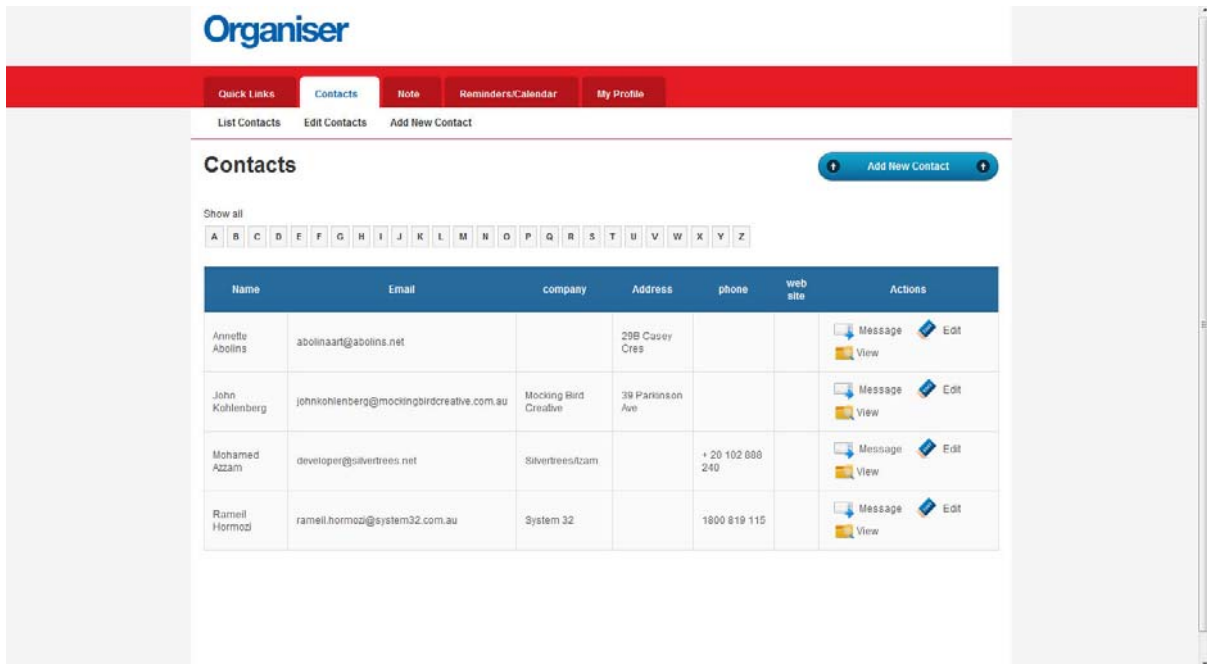 Organiser
Quick Links Contacts Note Reminders/Calendar My Profile
List Contacts Edit Contacts Add New Contact
Contacts
Add New Contact
Show all
A B C D E F G H I J K L M N O P Q R S T U V W X Y Z
Name Email company Address phone web
site Actions
Annette
Abolins abolinaart@abolins.net 29B Casey
Cres Message Edit
View
John
Kohlenberg johnkohlenberg@mockingbirdcreative.com.au Mocking Bird
Creative 39 Parkinson
Ave Message Edit
View
Mohamed
Azzam developer@silvertrees.net Silvertrees/Izam + 20 102 888
240 Message Edit
View
Rameil
Hormozi rameil.hormozi@system32.com.au System 32 1800 819 115 Message Edit
View